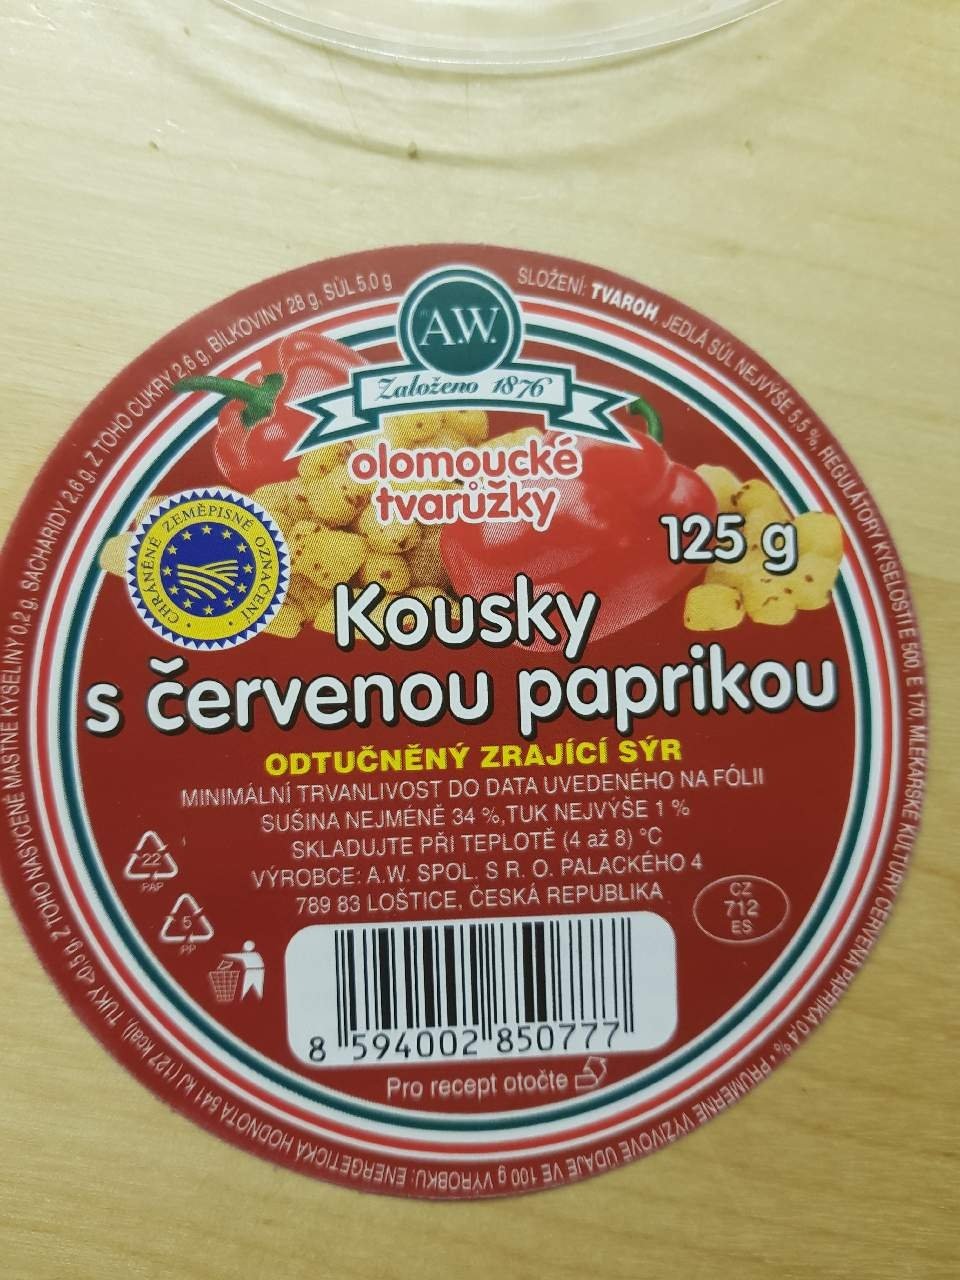 A.W.
Založeno 1876
olomoucké
tvarůžky
CHRÁNĚNÉ ZEMĚPISNÉ OZNAČENÍ
125 g
Kousky
s červenou paprikou
ODTUČNĚNÝ ZRAJÍCÍ SÝR
MINIMÁLNÍ TRVANLIVOST DO DATA UVEDENÉHO NA FÓLII
SUŠINA NEJMÉNĚ 34 %, TUK NEJVÝŠE 1 %
SKLADUJTE PŘI TEPLOTĚ (4 až 8) °C
VÝROBCE: A.W. SPOL. S R. O. PALACKÉHO 4
789 83 LOŠTICE, ČESKÁ REPUBLIKA
22
PAP
5
PP
CZ
712
ES
8 594002 850777
Pro recept otočte
SLOŽENÍ: TVAROH, JEDLÁ SŮL NEJVÝŠE 5,5 %, REGULÁTORY KYSELOSTI E 500, E 170, MLÉKAŘSKÉ KULTURY, ČERVENÁ PAPRIKA 0,4 % • PRŮMĚRNÉ VÝŽIVOVÉ ÚDAJE VE 100 g VÝROBKU: ENERGETICKÁ HODNOTA 541 kJ (127 kcal), TUKY <0,5 g, Z TOHO NASYCENÉ MASTNÉ KYSELINY 0,2 g, SACHARIDY 2,6 g, Z TOHO CUKRY 2,6 g, BÍLKOVINY 28 g, SŮL 5,0 g